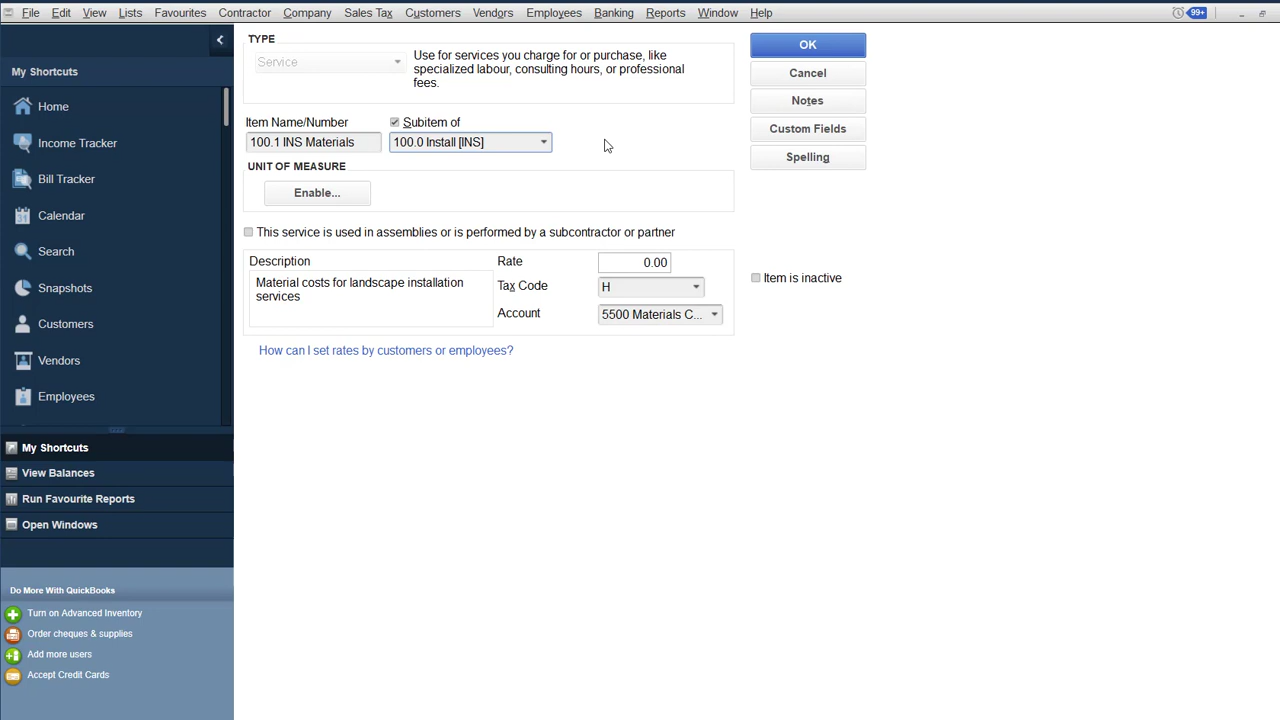 File Edit View Lists Favourites Contractor Company Sales Tax Customers Vendors Employees Banking Reports Window Help 99+
My Shortcuts
Home
Income Tracker
Bill Tracker
Calendar
Search
Snapshots
Customers
Vendors
Employees
My Shortcuts
View Balances
Run Favourite Reports
Open Windows
Do More With QuickBooks
Turn on Advanced Inventory
Order cheques & supplies
Add more users
Accept Credit Cards
TYPE
Service
Use for services you charge for or purchase, like
specialized labour, consulting hours, or professional
fees.
Item Name/Number Subitem of
100.1 INS Materials 100.0 Install [INS]
UNIT OF MEASURE
Enable...
This service is used in assemblies or is performed by a subcontractor or partner
Description
Material costs for landscape installation
services
Rate 0.00
Tax Code H
Account 5500 Materials C...
How can I set rates by customers or employees?
OK
Cancel
Notes
Custom Fields
Spelling
Item is inactive